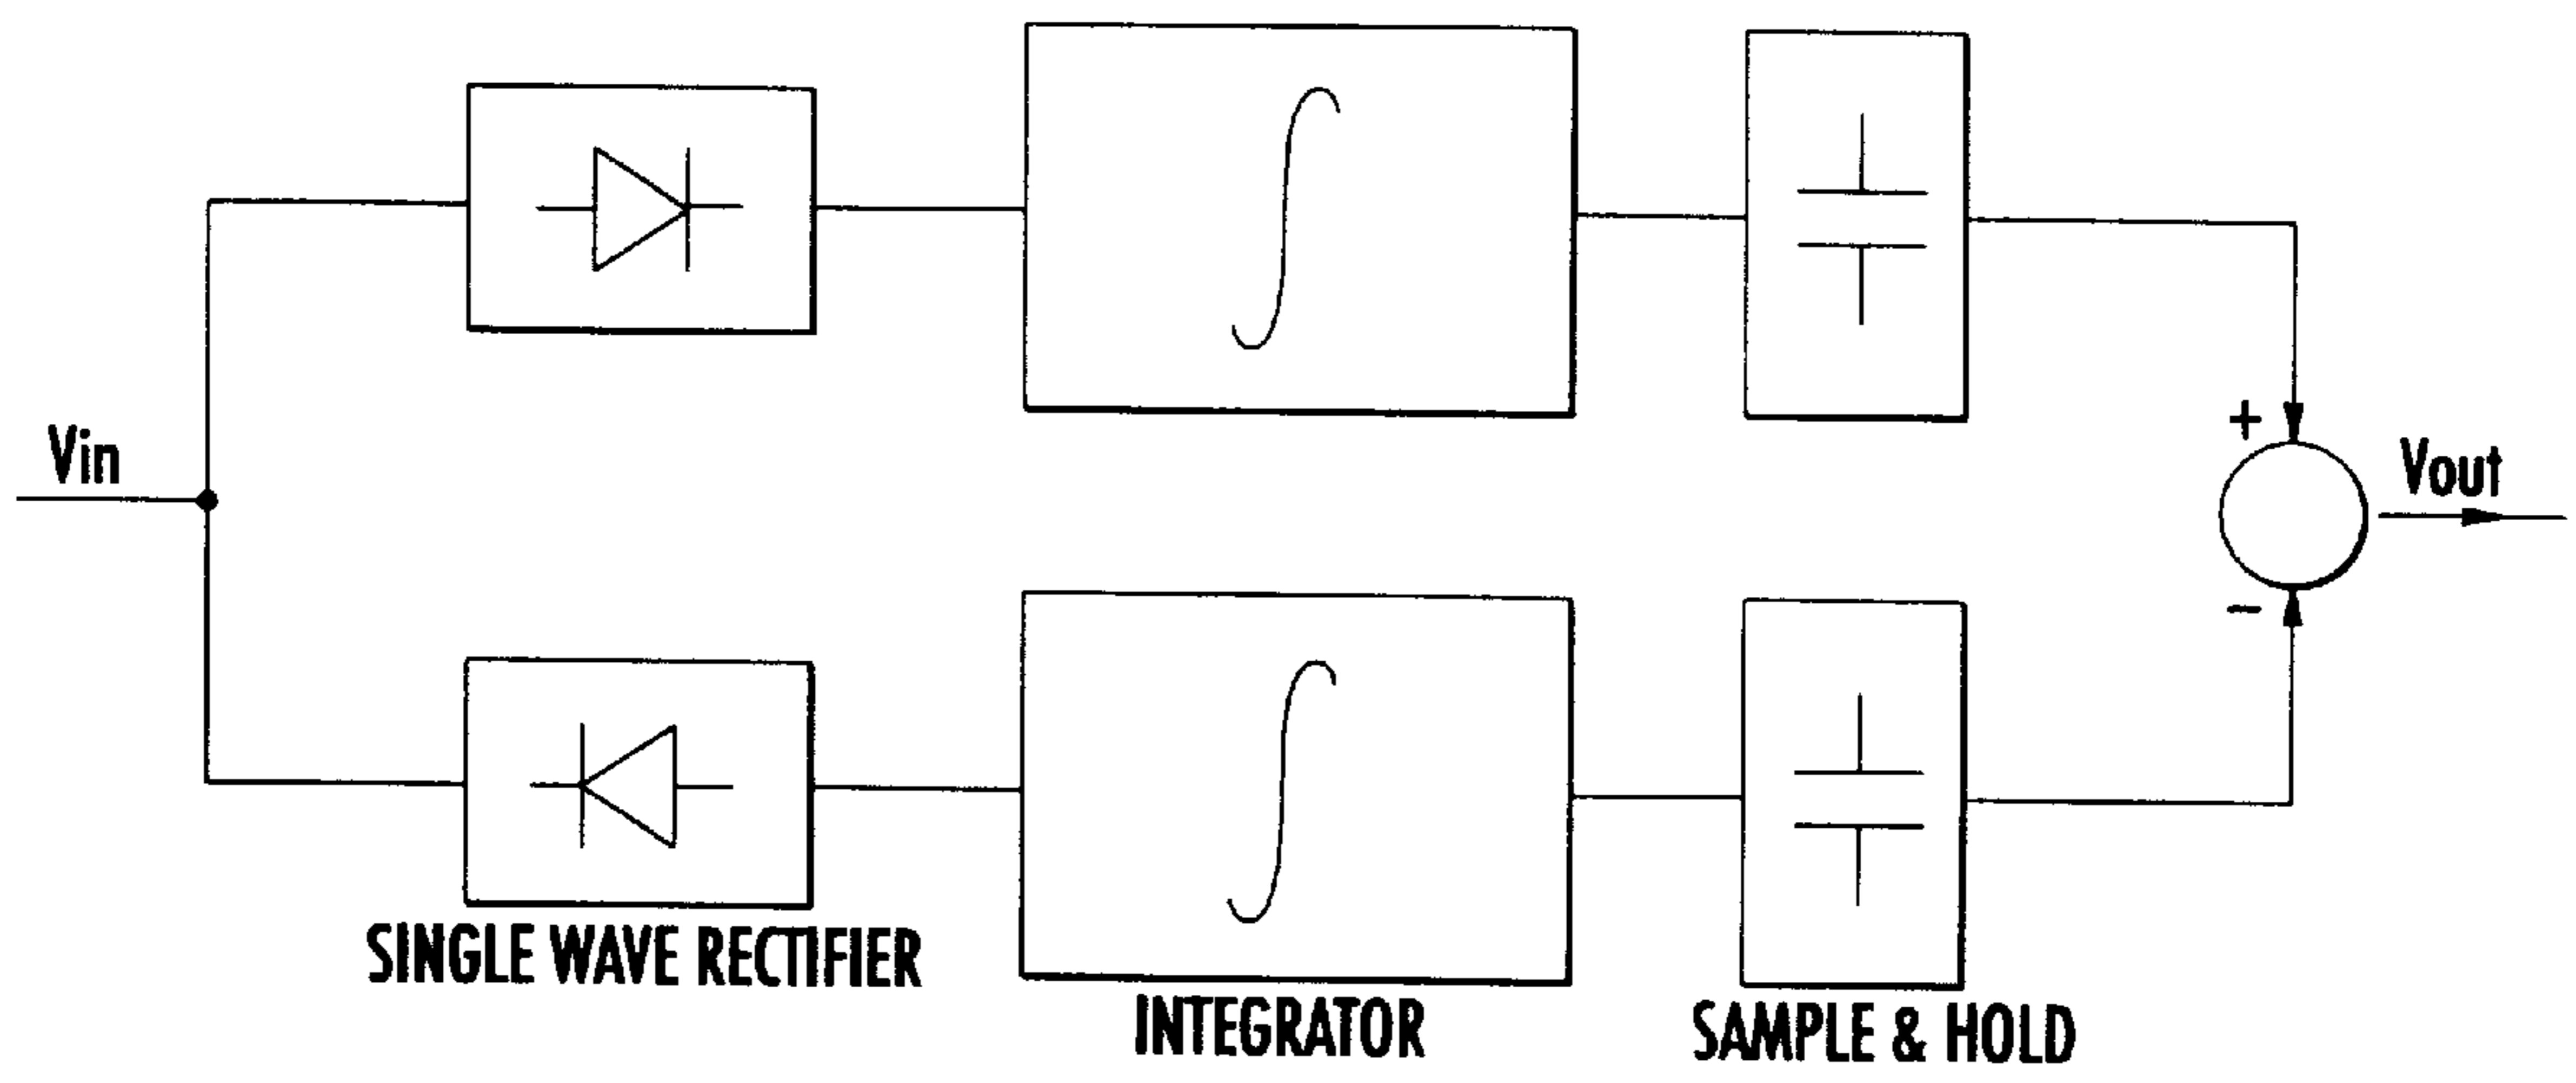 Vin
+
Vout
−
SINGLE WAVE RECTIFIER
INTEGRATOR
SAMPLE & HOLD